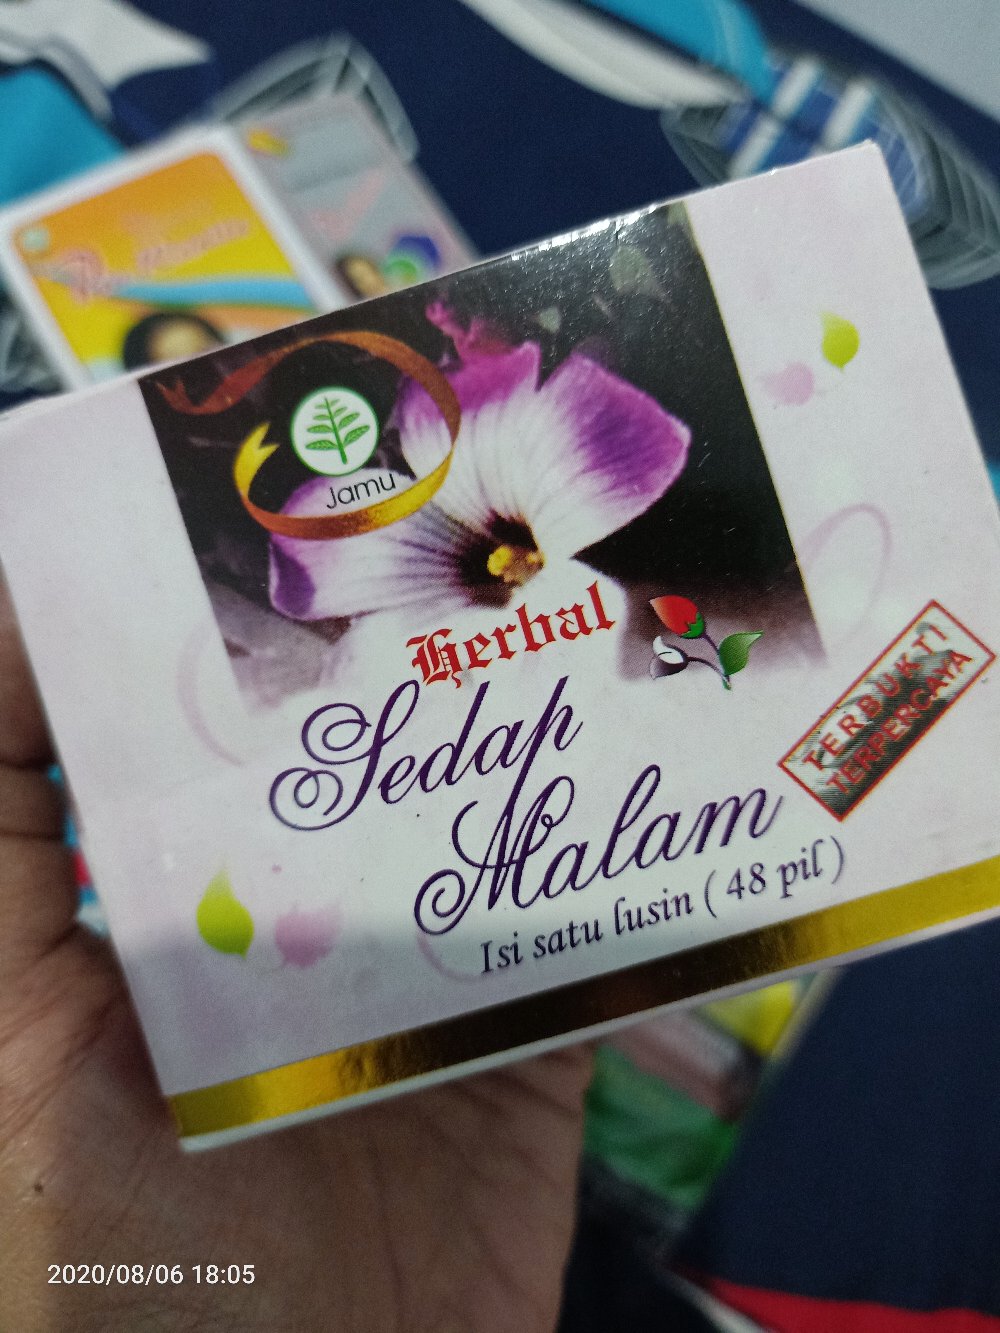 Jamu
Herbal
Sedap
Malam
Isi satu lusin ( 48 pil )
TERBUKTI
TERPERCAYA
2020/08/06 18:05